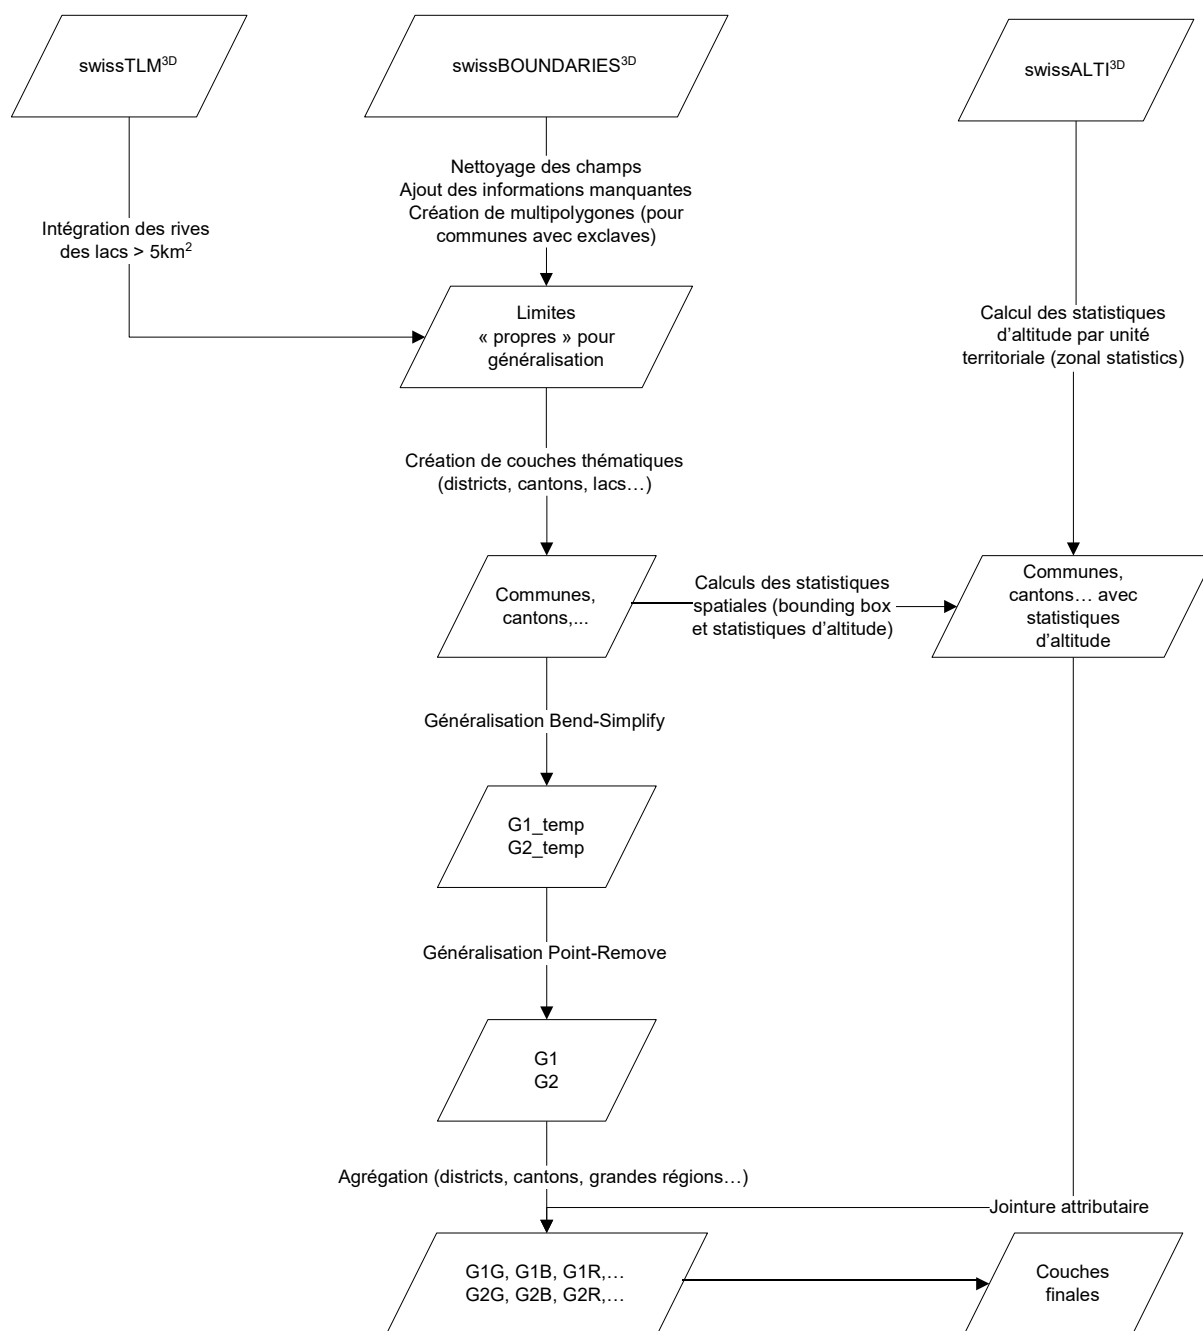 swissTLM3D
swissBOUNDARIES3D
swissALTI3D
Nettoyage des champs
Ajout des informations manquantes
Création de multipolygones (pour
communes avec exclaves)
Intégration des rives
des lacs > 5km2
Limites
« propres » pour
généralisation
Calcul des statistiques
d’altitude par unité
territoriale (zonal statistics)
Création de couches thématiques
(districts, cantons, lacs…)
Communes,
cantons,...
Calculs des statistiques
spatiales (bounding box
et statistiques d’altitude)
Communes,
cantons… avec
statistiques
d’altitude
Généralisation Bend-Simplify
G1_temp
G2_temp
Généralisation Point-Remove
G1
G2
Agrégation (districts, cantons, grandes régions…)
Jointure attributaire
G1G, G1B, G1R,…
G2G, G2B, G2R,…
Couches
finales